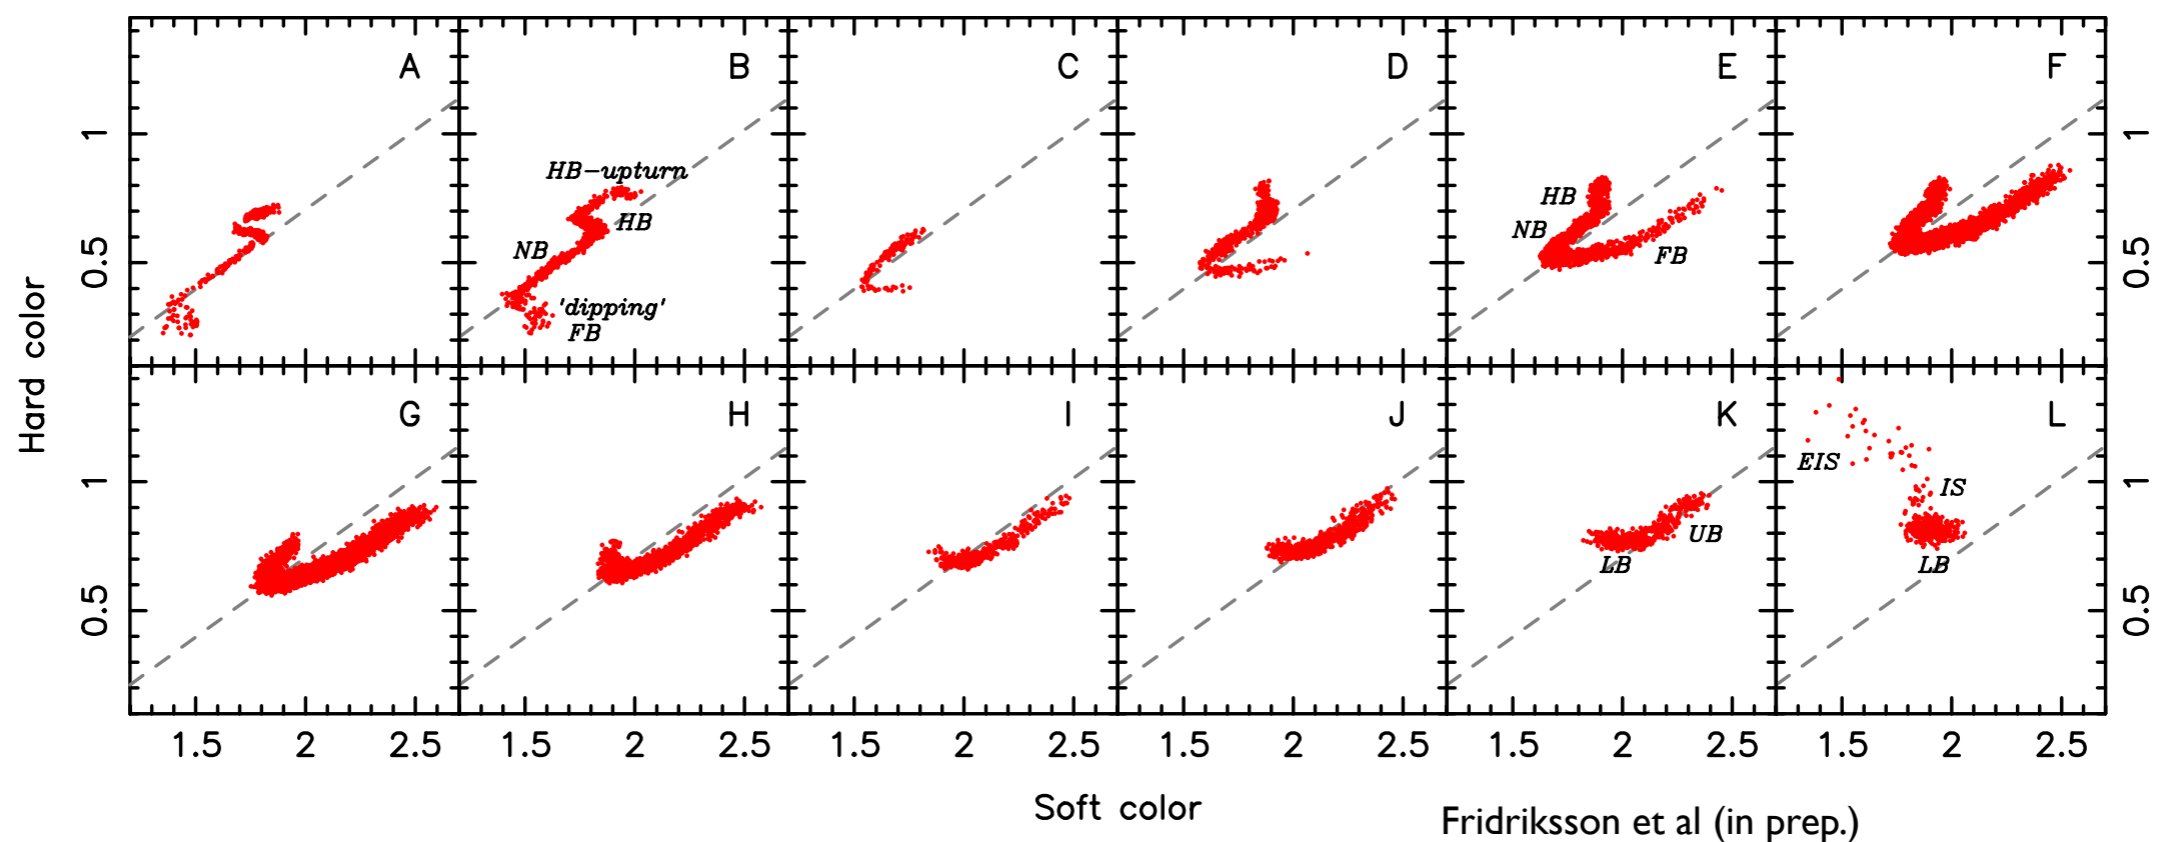 A B C D E F
HB-upturn
HB
NB
'dipping'
FB
HB
NB
FB
1
0.5
1
0.5
Hard color
G H I J K L
EIS
IS
UB
LB
LB
1
0.5
1
0.5
1.5 2 2.5 1.5 2 2.5 1.5 2 2.5 1.5 2 2.5 1.5 2 2.5 1.5 2 2.5
Soft color
Fridriksson et al (in prep.)